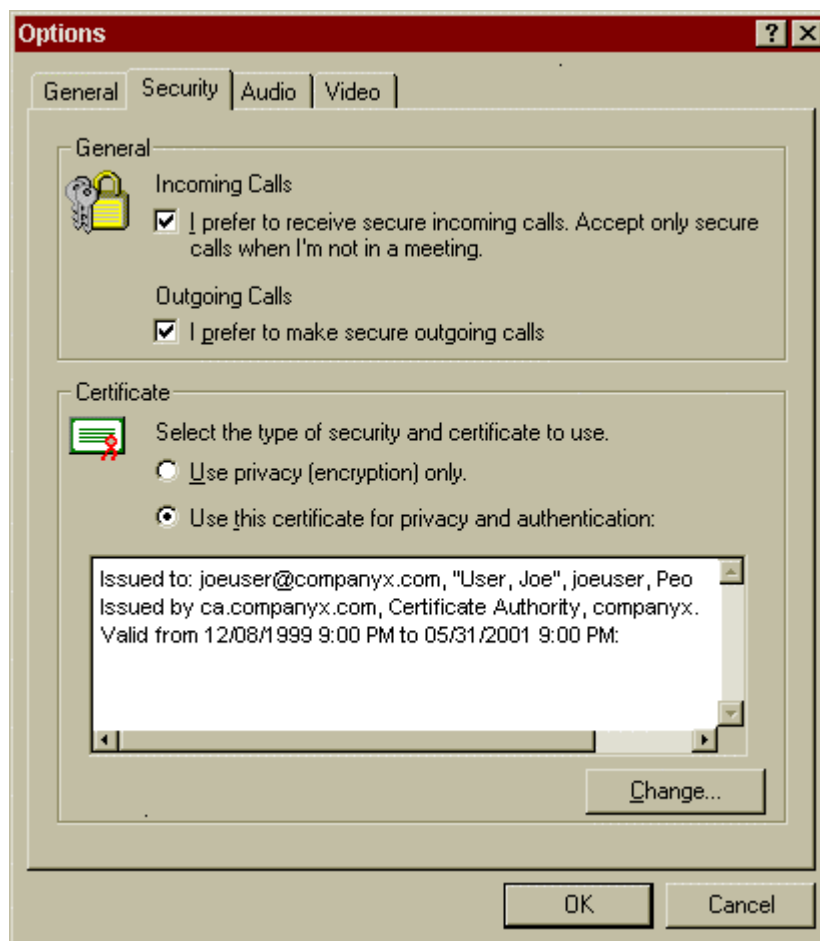 Options
General Security Audio Video
General
Incoming Calls
I prefer to receive secure incoming calls. Accept only secure
calls when I'm not in a meeting.
Outgoing Calls
I prefer to make secure outgoing calls
Certificate
Select the type of security and certificate to use.
Use privacy (encryption) only.
Use this certificate for privacy and authentication:
Issued to: joeuser@companyx.com, "User, Joe", joeuser, Peo
Issued by ca.companyx.com, Certificate Authority, companyx.
Valid from 12/08/1999 9:00 PM to 05/31/2001 9:00 PM:
Change...
OK Cancel